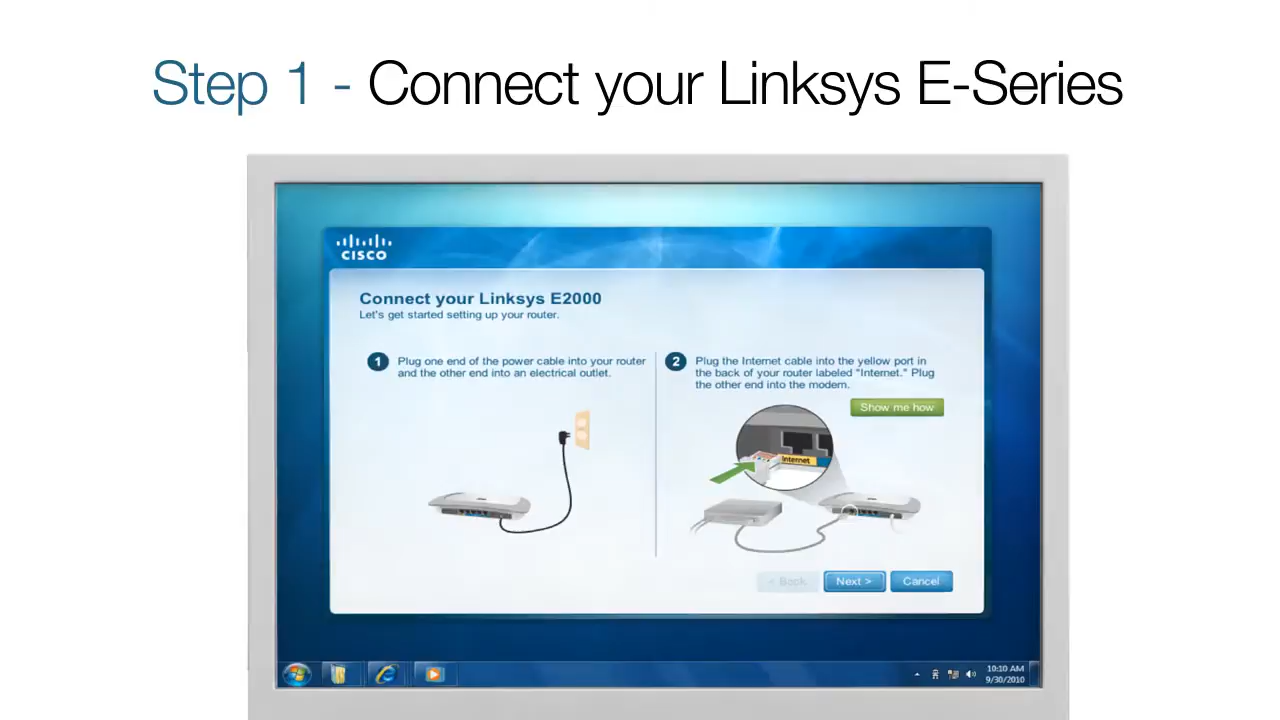 Step 1 - Connect your Linksys E-Series
CISCO
Connect your Linksys E2000
Let's get started setting up your router.
1
Plug one end of the power cable into your router
and the other end into an electrical outlet.
2
Plug the Internet cable into the yellow port in
the back of your router labeled "Internet." Plug
the other end into the modem.
Show me how
Internet
< Back
Next >
Cancel
10:10 AM
9/30/2010